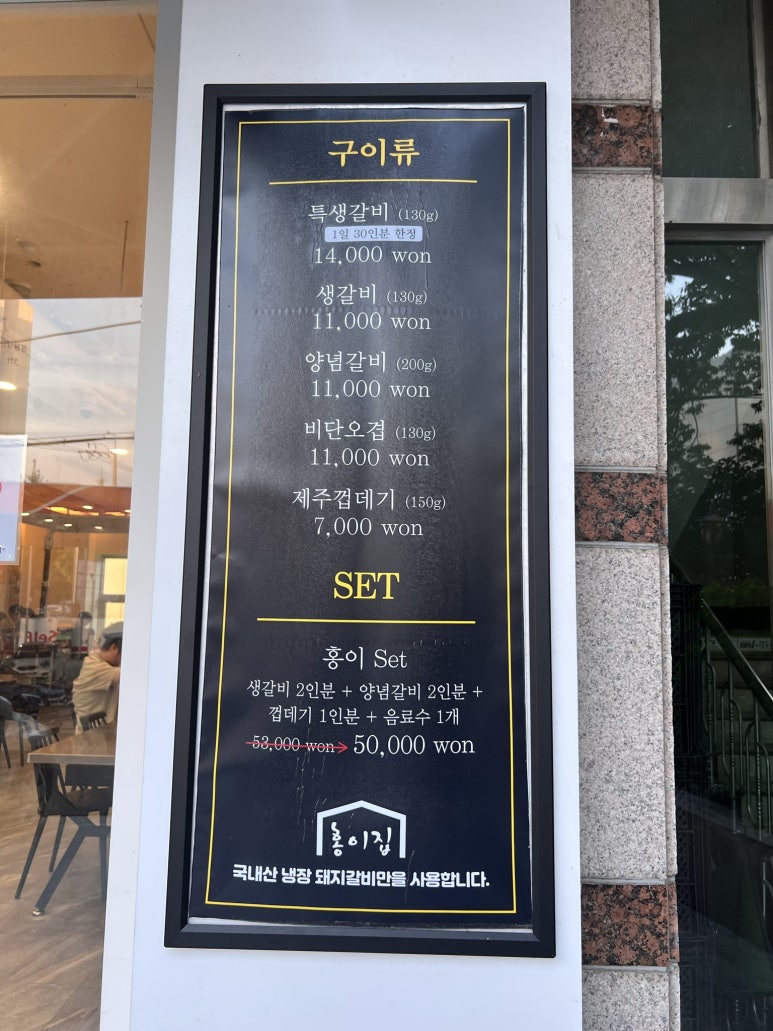 구이류
특생갈비 (130g)
1일 30인분 한정
14,000 won
생갈비 (130g)
11,000 won
양념갈비 (200g)
11,000 won
비단오겹 (130g)
11,000 won
제주껍데기 (150g)
7,000 won
SET
홍이 Set
생갈비 2인분 + 양념갈비 2인분 +
껍데기 1인분 + 음료수 1개
53,000 won → 50,000 won
홍이집
국내산 냉장 돼지갈비만을 사용합니다.
Self